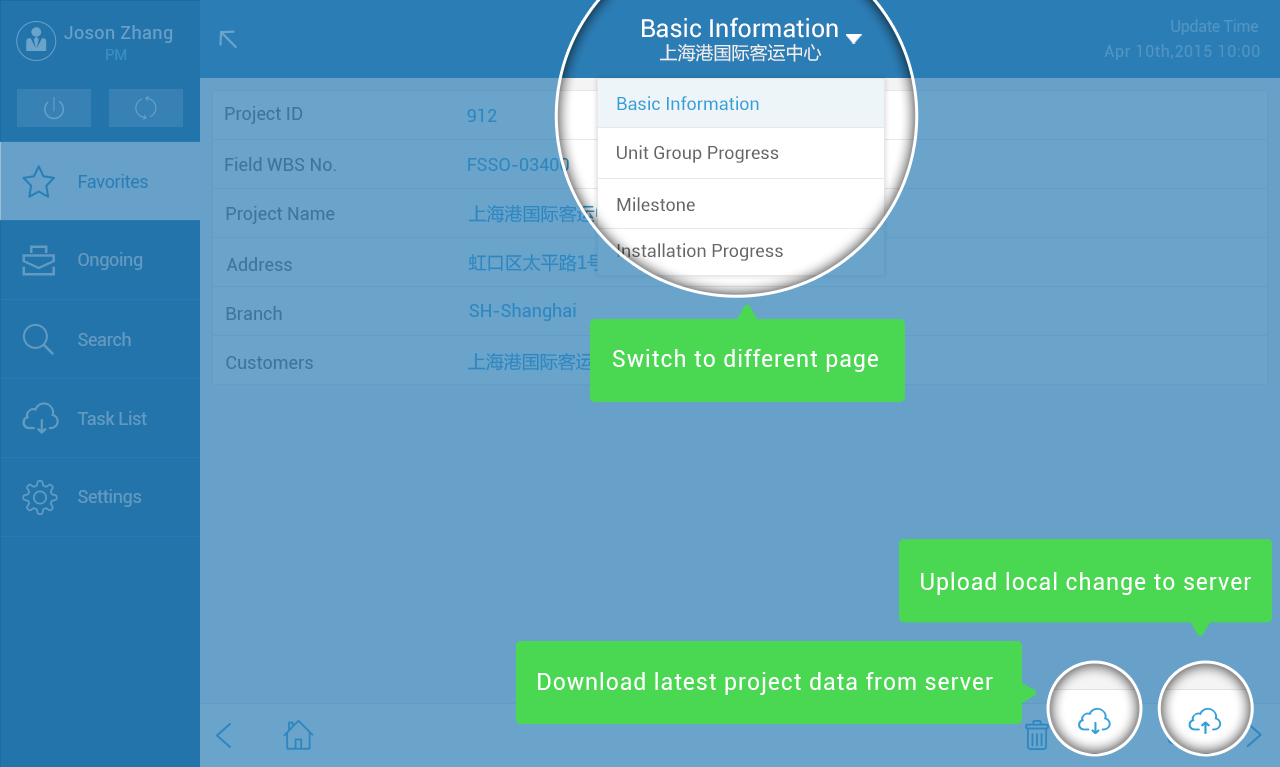 Joson Zhang
PM
Basic Information
上海港国际客运中心
Update Time
Apr 10th,2015 10:00
Favorites
Ongoing
Search
Task List
Settings
Project ID 912
Field WBS No. FSSO-03400
Project Name 上海港国际客运
Address 虹口区太平路1号
Branch SH-Shanghai
Customers 上海港国际客运
Basic Information
Unit Group Progress
Milestone
Installation Progress
Switch to different page
Upload local change to server
Download latest project data from server